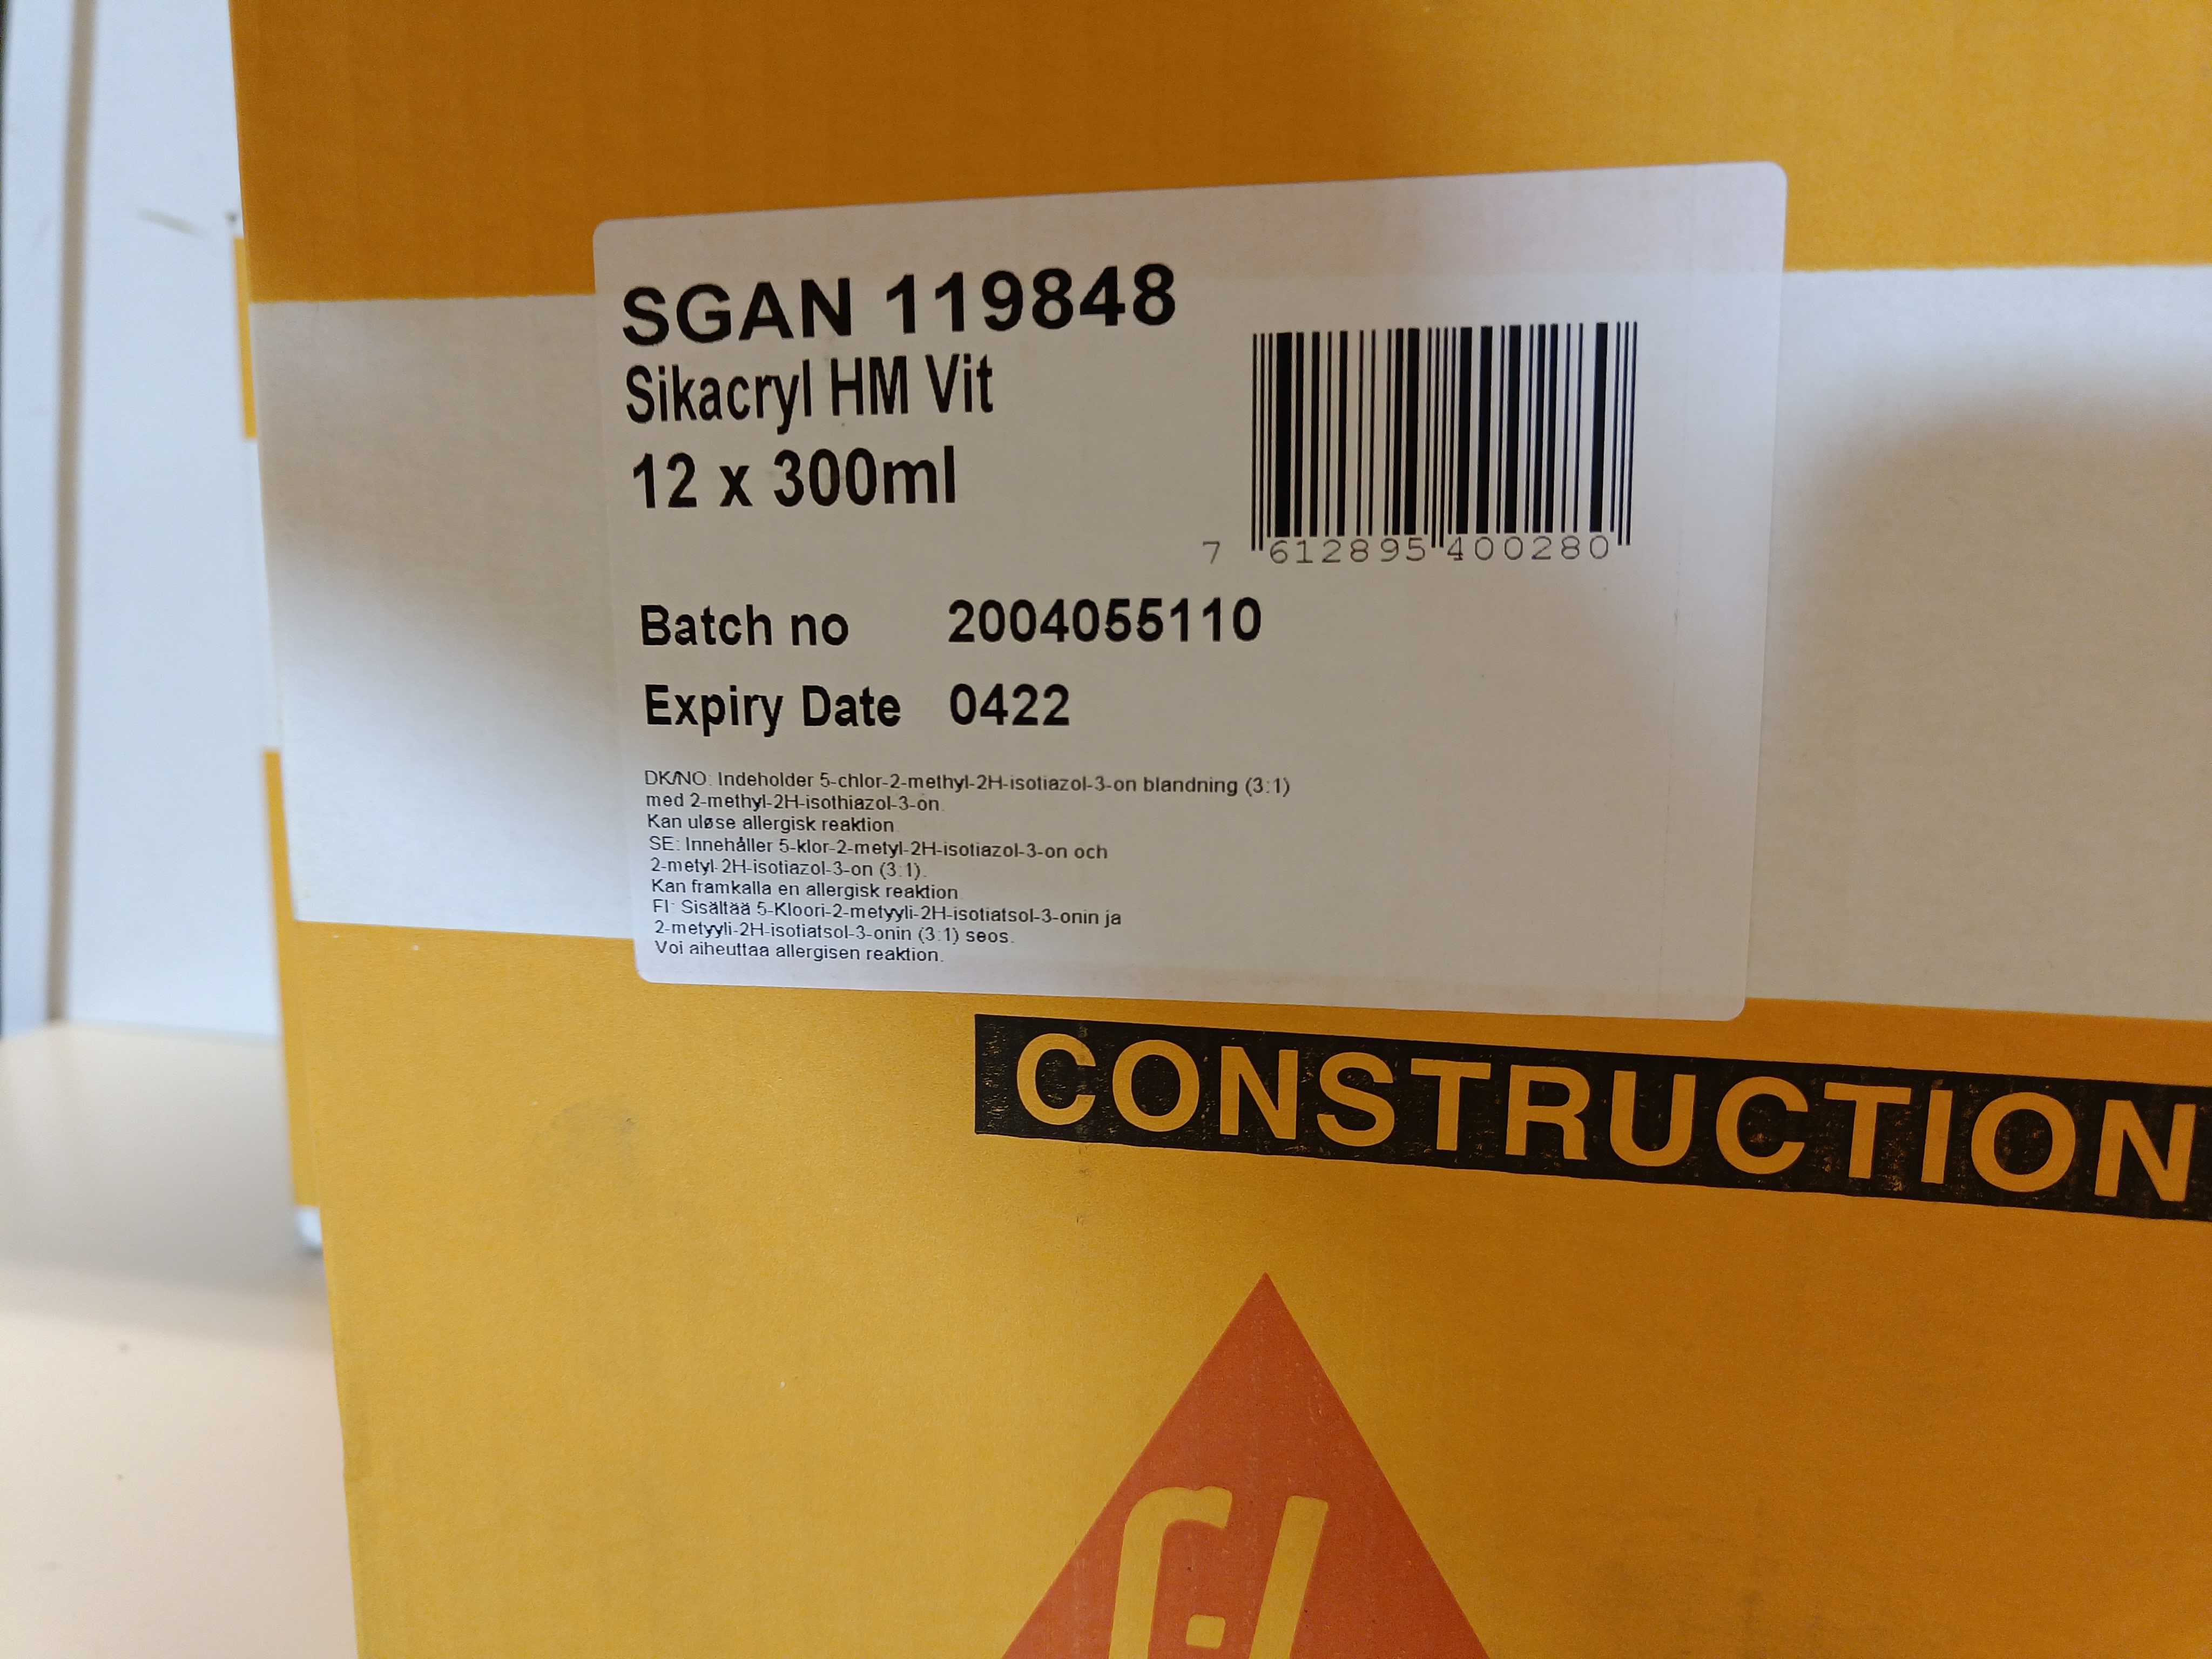 SGAN 119848
Sikacryl HM Vit
12 x 300ml
7 612895 400280
Batch no 2004055110
Expiry Date 0422
DK/NO: Indeholder 5-chlor-2-methyl-2H-isotiazol-3-on blandning (3:1)
med 2-methyl-2H-isothiazol-3-on.
Kan uløse allergisk reaktion.
SE: Innehåller 5-klor-2-metyl-2H-isotiazol-3-on och
2-metyl-2H-isotiazol-3-on (3:1).
Kan framkalla en allergisk reaktion.
FI: Sisältää 5-Kloori-2-metyyli-2H-isotiatsol-3-onin ja
2-metyyli-2H-isotiatsol-3-onin (3:1) seos.
Voi aiheuttaa allergisen reaktion.
CONSTRUCTION